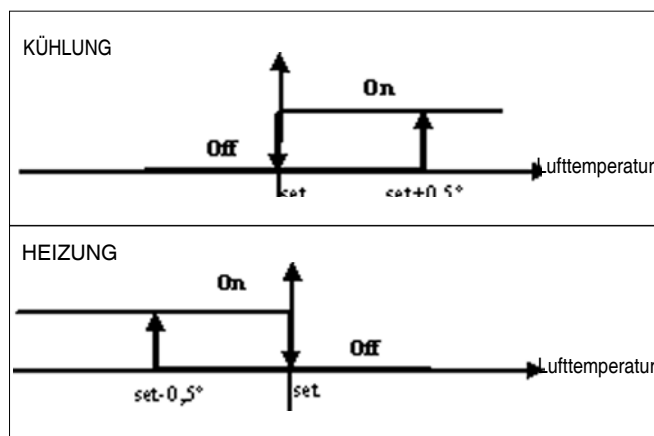 KÜHLUNG
On
Off
Lufttemperatur
set
set+0,5°
HEIZUNG
On
Off
Lufttemperatur
set-0,5°
set